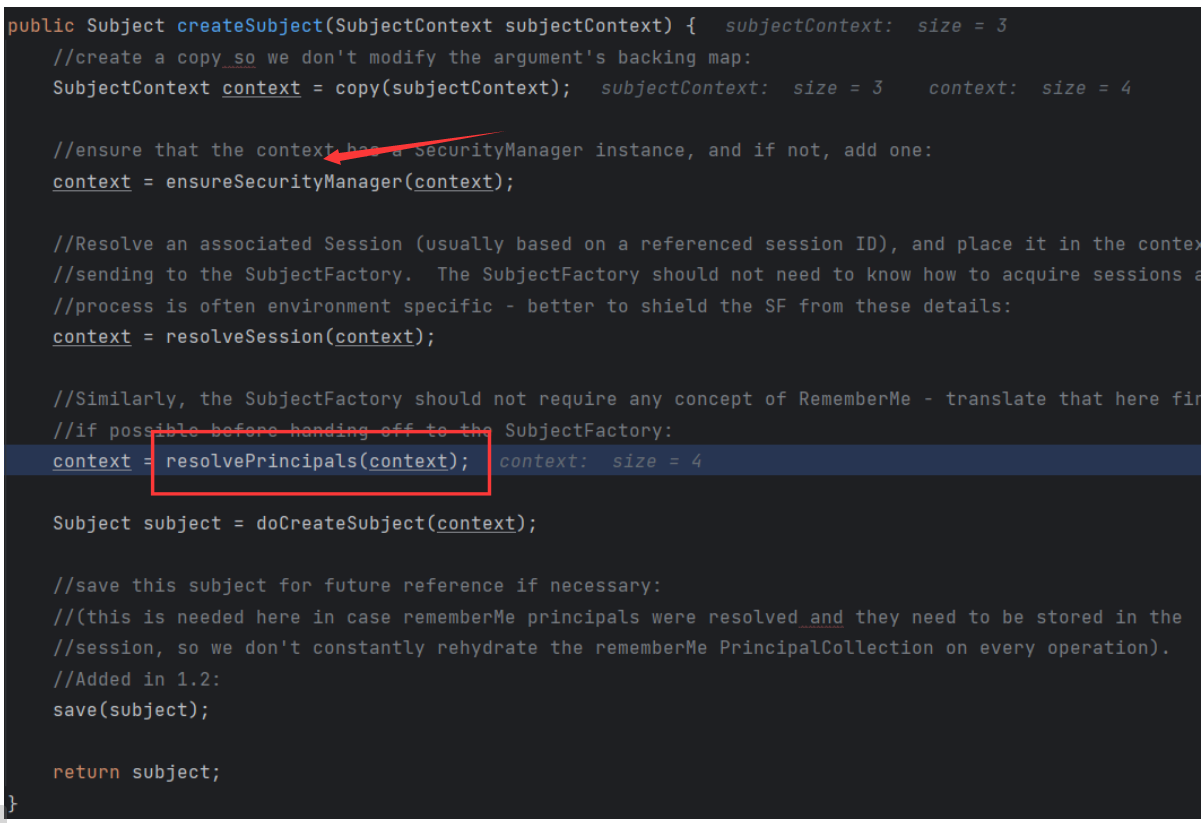 public Subject createSubject(SubjectContext subjectContext) {   subjectContext:  size = 3
//create a copy so we don't modify the argument's backing map:
SubjectContext context = copy(subjectContext);   subjectContext:  size = 3    context:  size = 4
//ensure that the context has a SecurityManager instance, and if not, add one:
context = ensureSecurityManager(context);
//Resolve an associated Session (usually based on a referenced session ID), and place it in the contex
//sending to the SubjectFactory.  The SubjectFactory should not need to know how to acquire sessions a
//process is often environment specific - better to shield the SF from these details:
context = resolveSession(context);
//Similarly, the SubjectFactory should not require any concept of RememberMe - translate that here fir
//if possible before handing off to the SubjectFactory:
context = resolvePrincipals(context);   context:  size = 4
Subject subject = doCreateSubject(context);
//save this subject for future reference if necessary:
//(this is needed here in case rememberMe principals were resolved and they need to be stored in the
//session, so we don't constantly rehydrate the rememberMe PrincipalCollection on every operation).
//Added in 1.2:
save(subject);
return subject;
}